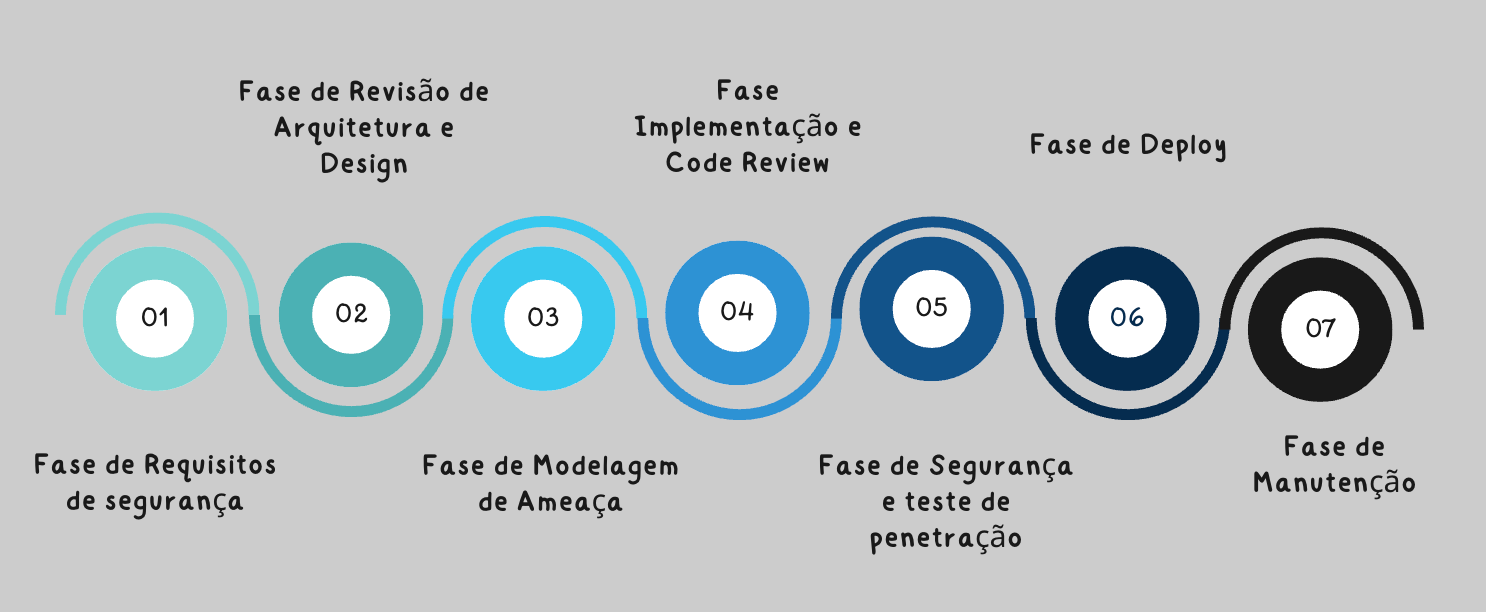 Fase de Revisão de
Arquitetura e
Design
Fase
Implementação e
Code Review
Fase de Deploy
01
02
03
04
05
06
07
Fase de Requisitos
de segurança
Fase de Modelagem
de Ameaça
Fase de Segurança
e teste de
penetração
Fase de
Manutenção